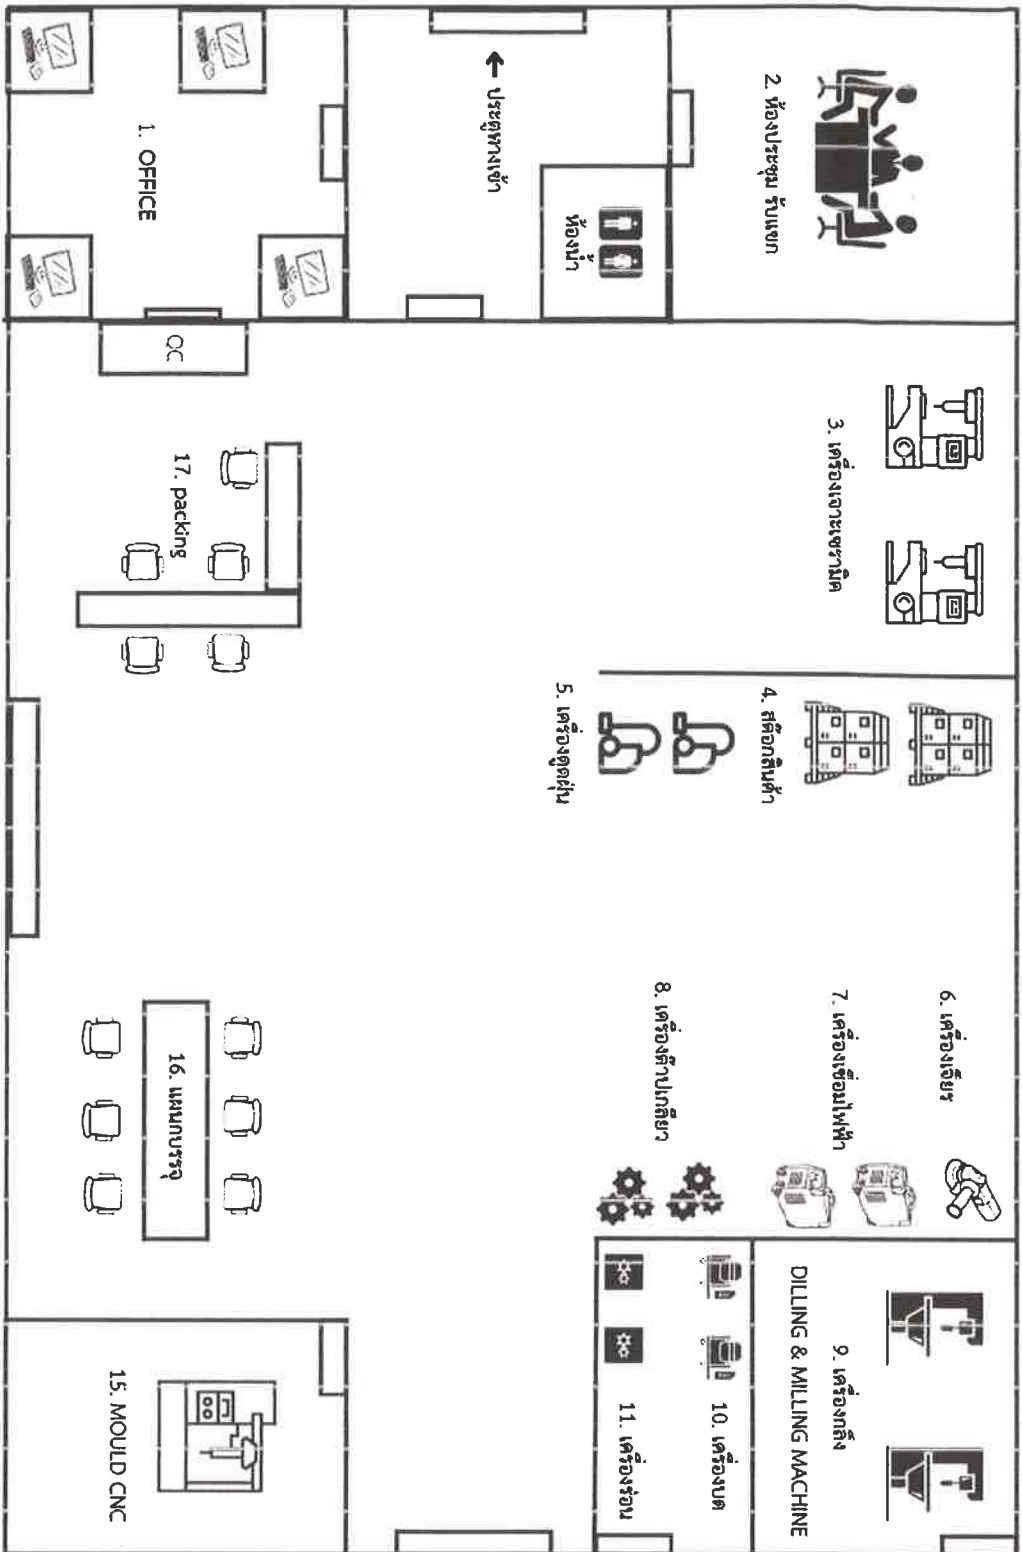 1. OFFICE
← ประตูทางเข้า
ห้องน้ำ
2. ห้องประชุม รับแขก
QC
17. packing
3. เครื่องเจาะเซรามิค
5. เครื่องดูดฝุ่น
4. สต๊อกสินค้า
8. เครื่องต๊าปเกลียว
7. เครื่องเชื่อมไฟฟ้า
6. เครื่องเจียร
16. แผนกบรรจุ
15. MOULD CNC
11. เครื่องร่อน
10. เครื่องบด
9. เครื่องกลึง
DILLING & MILLING MACHINE